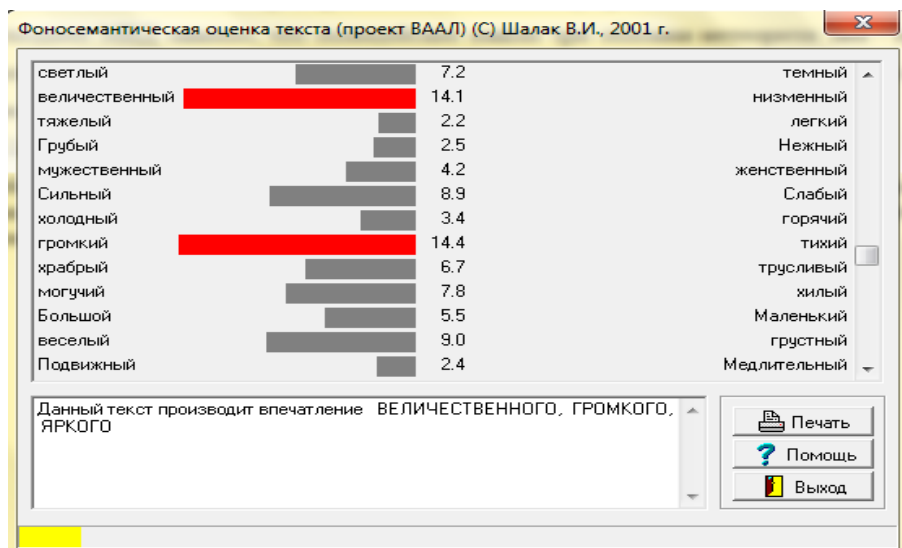 Фоносемантическая оценка текста (проект ВААЛ) (C) Шалак В.И., 2001 г.
светлый 7.2 темный
величественный 14.1 низменный
тяжелый 2.2 легкий
Грубый 2.5 Нежный
мужественный 4.2 женственный
Сильный 8.9 Слабый
холодный 3.4 горячий
громкий 14.4 тихий
храбрый 6.7 трусливый
могучий 7.8 хилый
Большой 5.5 Маленький
веселый 9.0 грустный
Подвижный 2.4 Медлительный
Данный текст производит впечатление ВЕЛИЧЕСТВЕННОГО, ГРОМКОГО,
ЯРКОГО
Печать
? Помощь
Выход